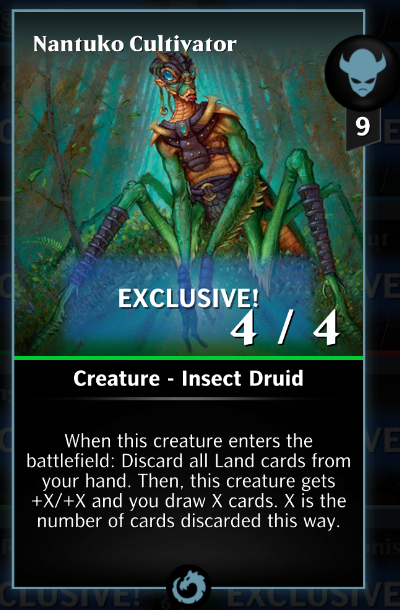 Nantuko Cultivator
9
EXCLUSIVE!
4 / 4
Creature - Insect Druid
When this creature enters the
battlefield: Discard all Land cards from
your hand. Then, this creature gets
+X/+X and you draw X cards. X is the
number of cards discarded this way.